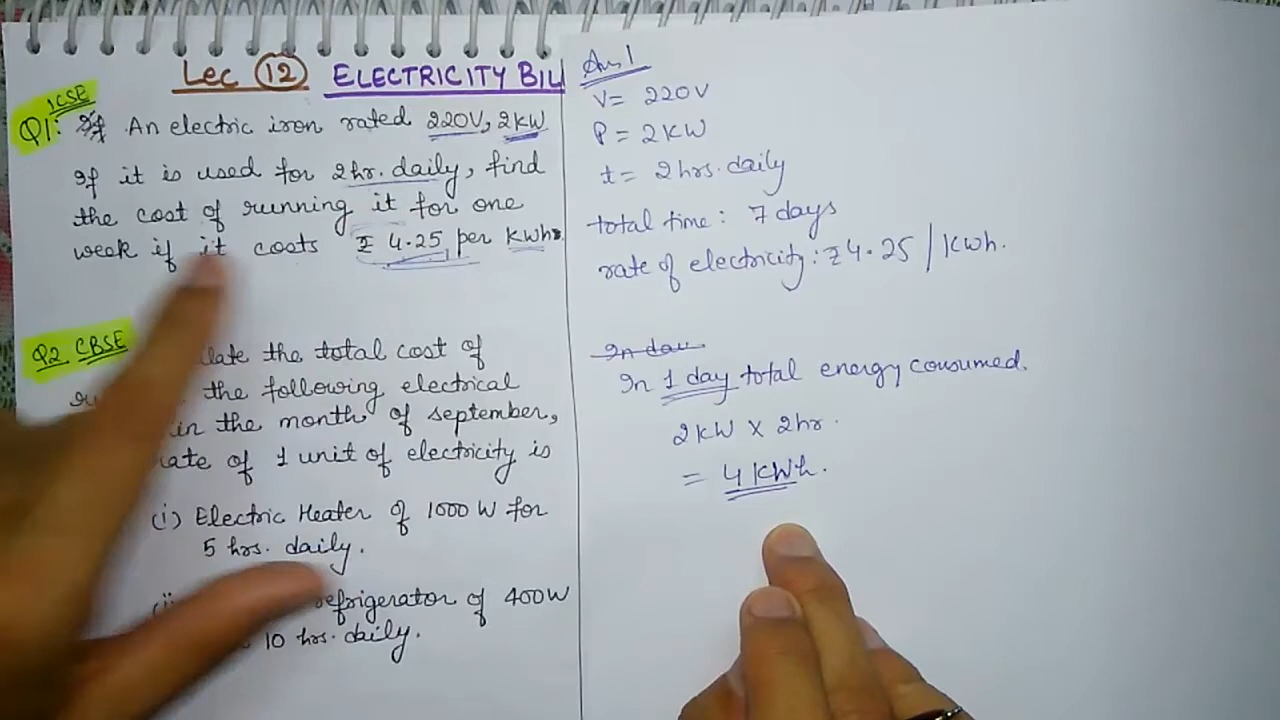 Lec 12 ELECTRICITY BILL
ICSE
Q1: An electric iron rated 220V, 2KW
If it is used for 2hr. daily, find
the cost of running it for one
week if it costs ₹ 4.25 per KWh.
Q2 CBSE late the total cost of
the following electrical
in the month of september,
rate of 1 unit of electricity is
(i) Electric Heater of 1000 W for
5 hrs. daily.
refrigerator of 400W
10 hrs. daily.
Ans 1
V= 220V
P = 2KW
t = 2hrs. daily
total time: 7 days
rate of electricity: ₹4.25 / KWh.
In 1 day total energy consumed.
2KW x 2hr.
= 4 KWh.